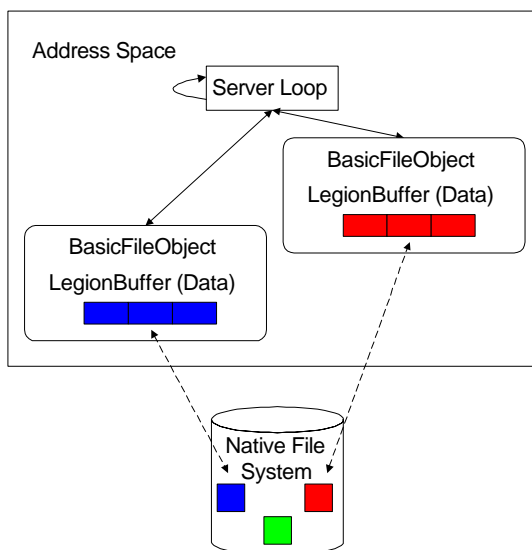 Address Space
Server Loop
BasicFileObject
LegionBuffer (Data)
BasicFileObject
LegionBuffer (Data)
Native File
System